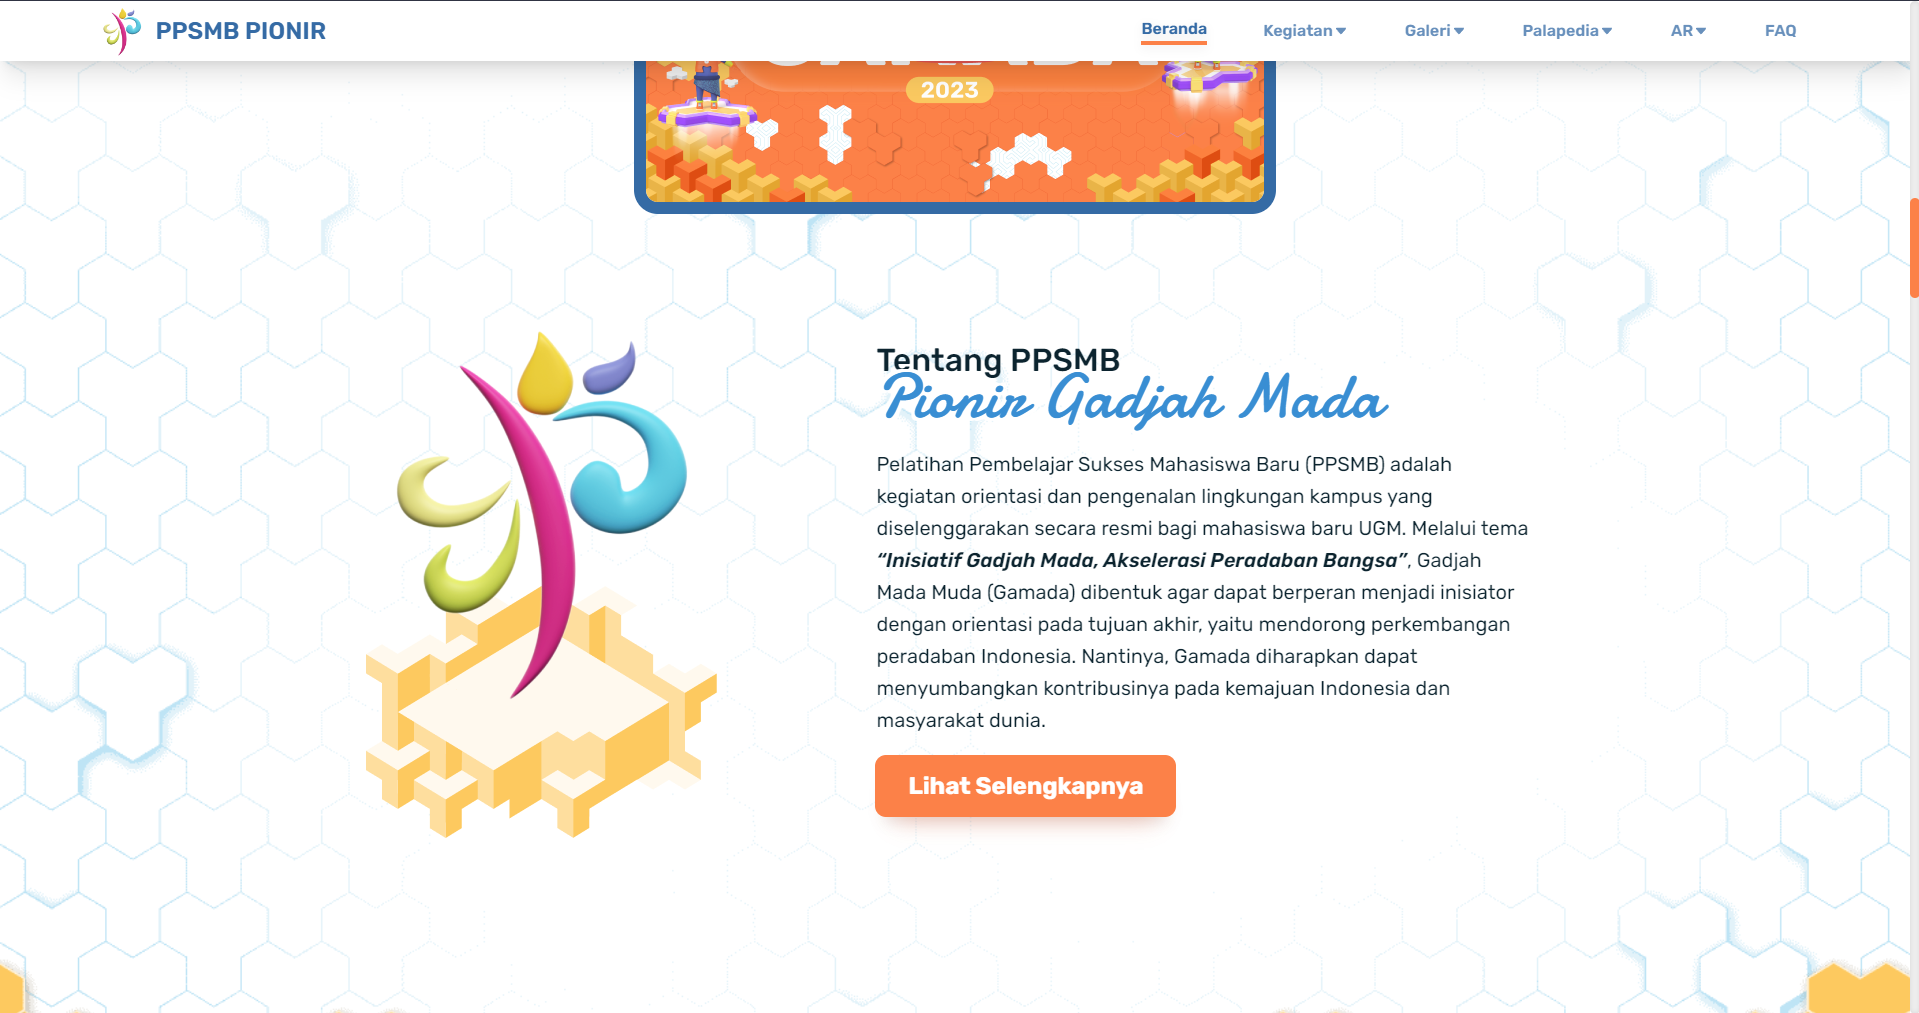 PPSMB PIONIR
Beranda
Kegiatan
Galeri
Palapedia
AR
FAQ
2023
Tentang PPSMB
Pionir Gadjah Mada
Pelatihan Pembelajar Sukses Mahasiswa Baru (PPSMB) adalah
kegiatan orientasi dan pengenalan lingkungan kampus yang
diselenggarakan secara resmi bagi mahasiswa baru UGM. Melalui tema
“Inisiatif Gadjah Mada, Akselerasi Peradaban Bangsa”, Gadjah
Mada Muda (Gamada) dibentuk agar dapat berperan menjadi inisiator
dengan orientasi pada tujuan akhir, yaitu mendorong perkembangan
peradaban Indonesia. Nantinya, Gamada diharapkan dapat
menyumbangkan kontribusinya pada kemajuan Indonesia dan
masyarakat dunia.
Lihat Selengkapnya